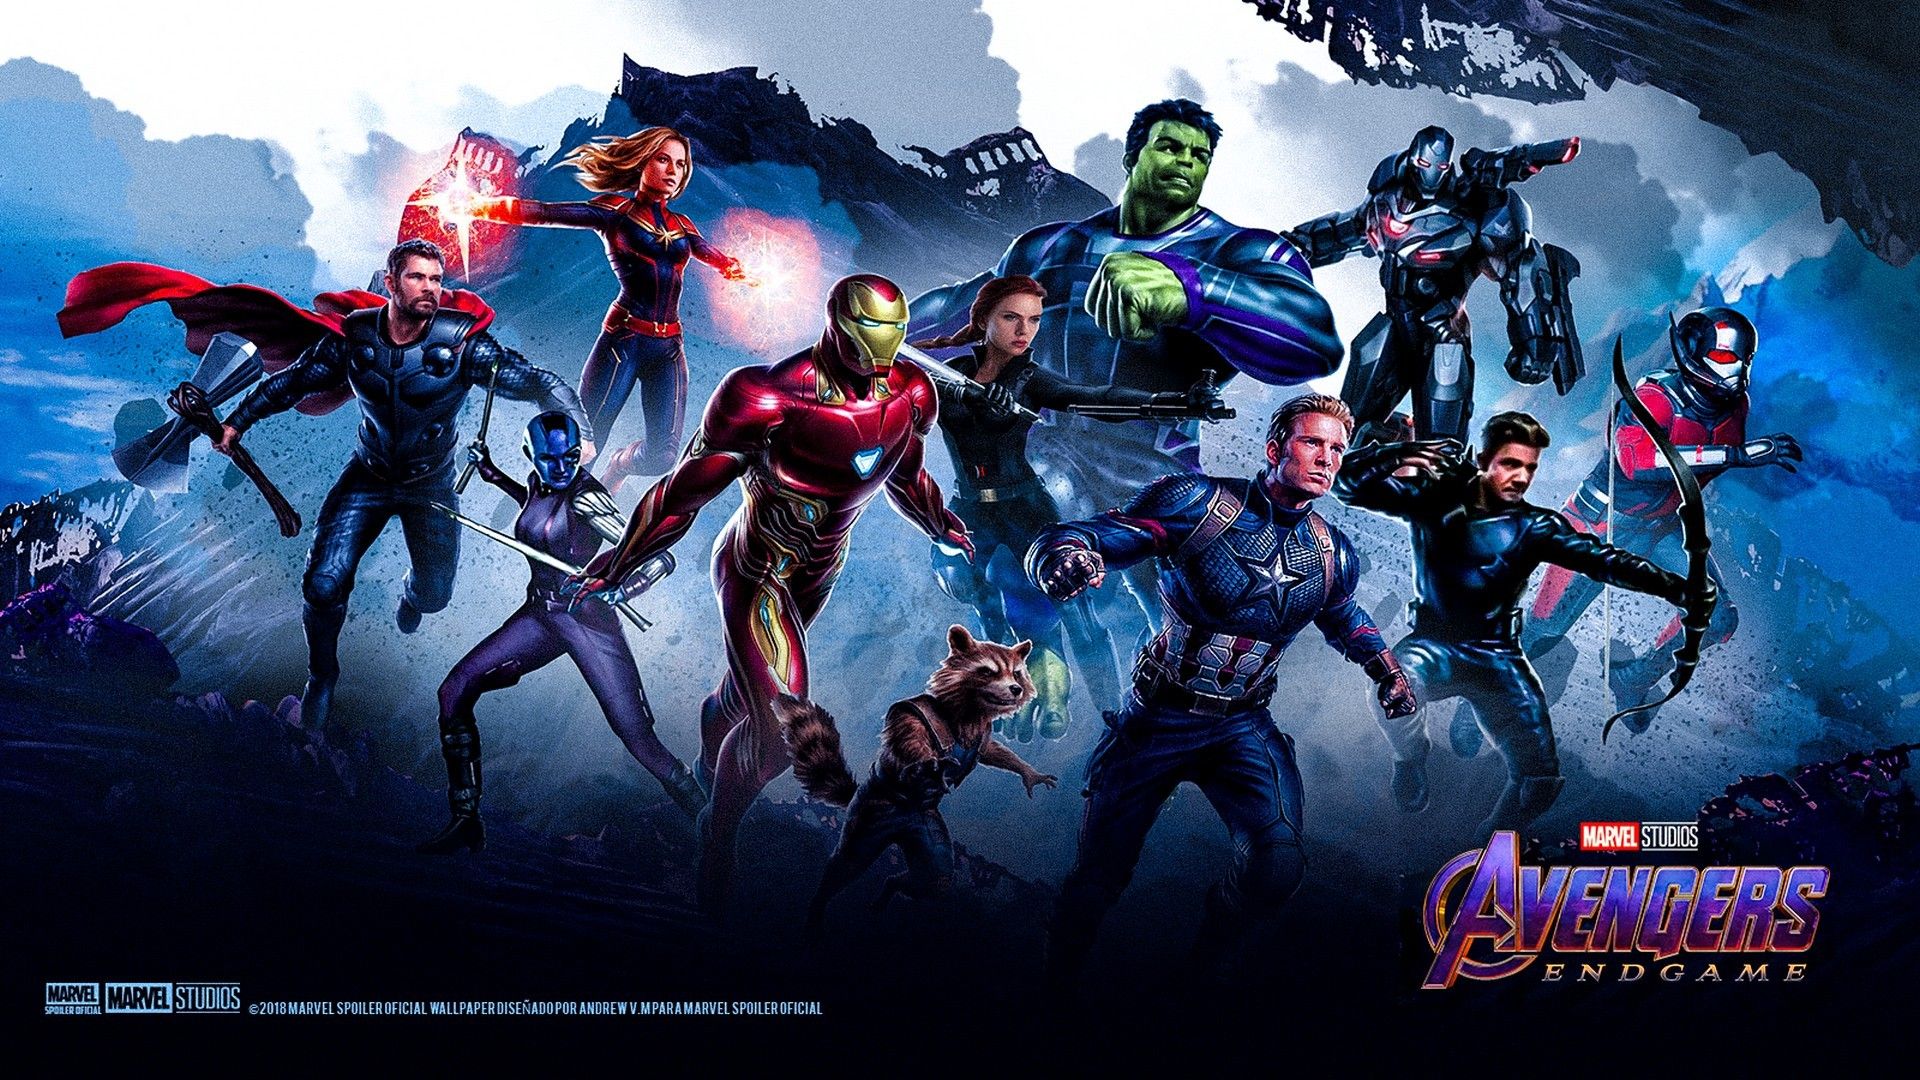 MARVEL STUDIOS
AVENGERS
ENDGAME
MARVEL
SPOILER OFICIAL
MARVEL STUDIOS
©2018 MARVEL SPOILER OFICIAL WALLPAPER DISEÑADO POR ANDREW V.M PARA MARVEL SPOILER OFICIAL